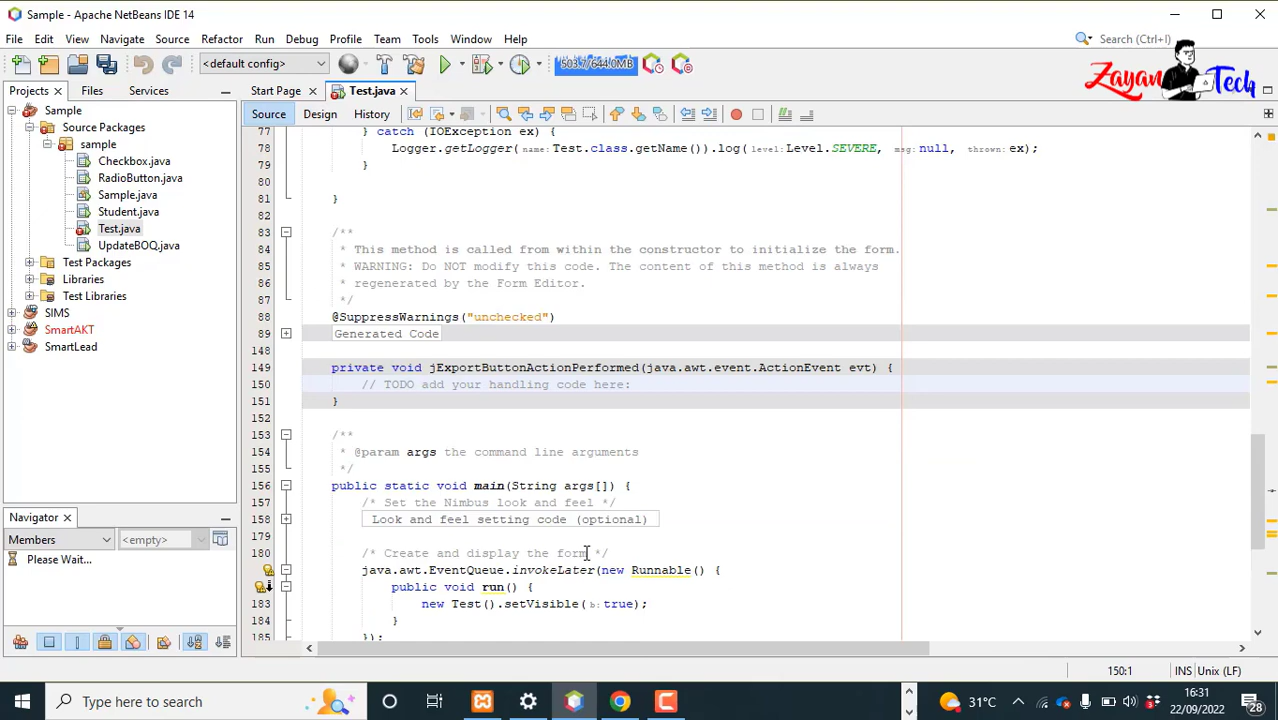 Sample - Apache NetBeans IDE 14
File Edit View Navigate Source Refactor Run Debug Profile Team Tools Window Help
Search (Ctrl+I)
<default config>
503.7/644.0MB
Zayan Tech
Projects Files Services
Start Page Test.java
Source Design History
Sample
Source Packages
sample
Checkbox.java
RadioButton.java
Sample.java
Student.java
Test.java
UpdateBOQ.java
Test Packages
Libraries
Test Libraries
SIMS
SmartAKT
SmartLead
77 } catch (IOException ex) {
78 Logger.getLogger(name:Test.class.getName()).log(level:Level.SEVERE, msg:null, thrown:ex);
79 }
80
81 }
82
83 /**
84 * This method is called from within the constructor to initialize the form.
85 * WARNING: Do NOT modify this code. The content of this method is always
86 * regenerated by the Form Editor.
87 */
88 @SuppressWarnings("unchecked")
89 Generated Code
148
149 private void jExportButtonActionPerformed(java.awt.event.ActionEvent evt) {
150 // TODO add your handling code here:
151 }
152
153 /**
154 * @param args the command line arguments
155 */
156 public static void main(String args[]) {
157 /* Set the Nimbus look and feel */
158 Look and feel setting code (optional)
179
180 /* Create and display the form */
java.awt.EventQueue.invokeLater(new Runnable() {
public void run() {
183 new Test().setVisible(b:true);
184 }
185 });
Navigator
Members <empty>
Please Wait...
150:1 INS Unix (LF)
Type here to search
31°C
16:31
22/09/2022
28